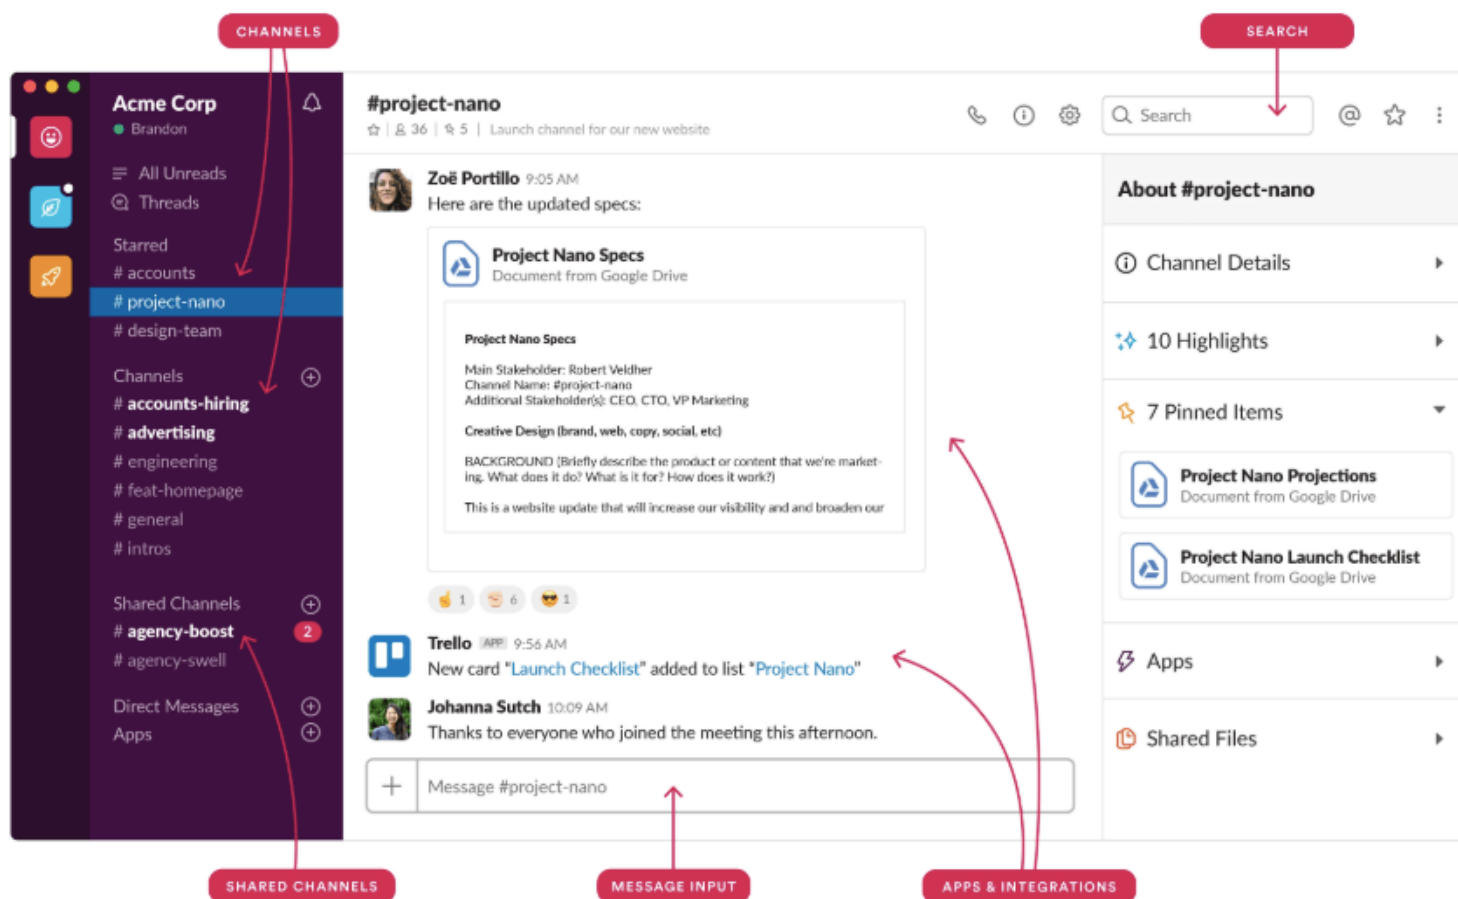 CHANNELS
SEARCH
Acme Corp
Brandon
All Unreads
Threads
Starred
# accounts
# project-nano
# design-team
Channels
# accounts-hiring
# advertising
# engineering
# feat-homepage
# general
# intros
Shared Channels
# agency-boost 2
# agency-swell
Direct Messages
Apps
#project-nano
36 | 5 | Launch channel for our new website
Search
Zoë Portillo 9:05 AM
Here are the updated specs:
Project Nano Specs
Document from Google Drive
Project Nano Specs
Main Stakeholder: Robert Veldher
Channel Name: #project-nano
Additional Stakeholder(s): CEO, CTO, VP Marketing
Creative Design (brand, web, copy, social, etc)
BACKGROUND (Briefly describe the product or content that we're market-
ing. What does it do? What is it for? How does it work?)
This is a website update that will increase our visibility and and broaden our
1 6 1
Trello APP 9:56 AM
New card "Launch Checklist" added to list "Project Nano"
Johanna Sutch 10:09 AM
Thanks to everyone who joined the meeting this afternoon.
Message #project-nano
About #project-nano
Channel Details
10 Highlights
7 Pinned Items
Project Nano Projections
Document from Google Drive
Project Nano Launch Checklist
Document from Google Drive
Apps
Shared Files
SHARED CHANNELS
MESSAGE INPUT
APPS & INTEGRATIONS